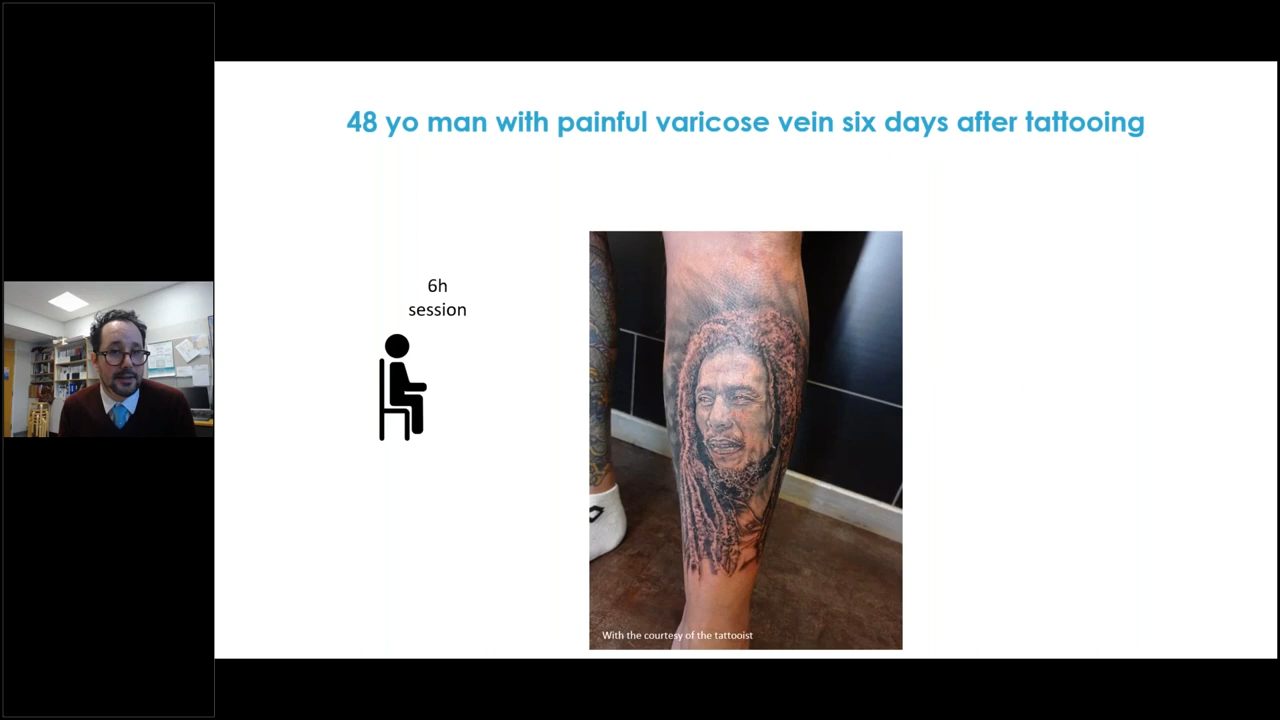 48 yo man with painful varicose vein six days after tattooing
6h
session
With the courtesy of the tattooist